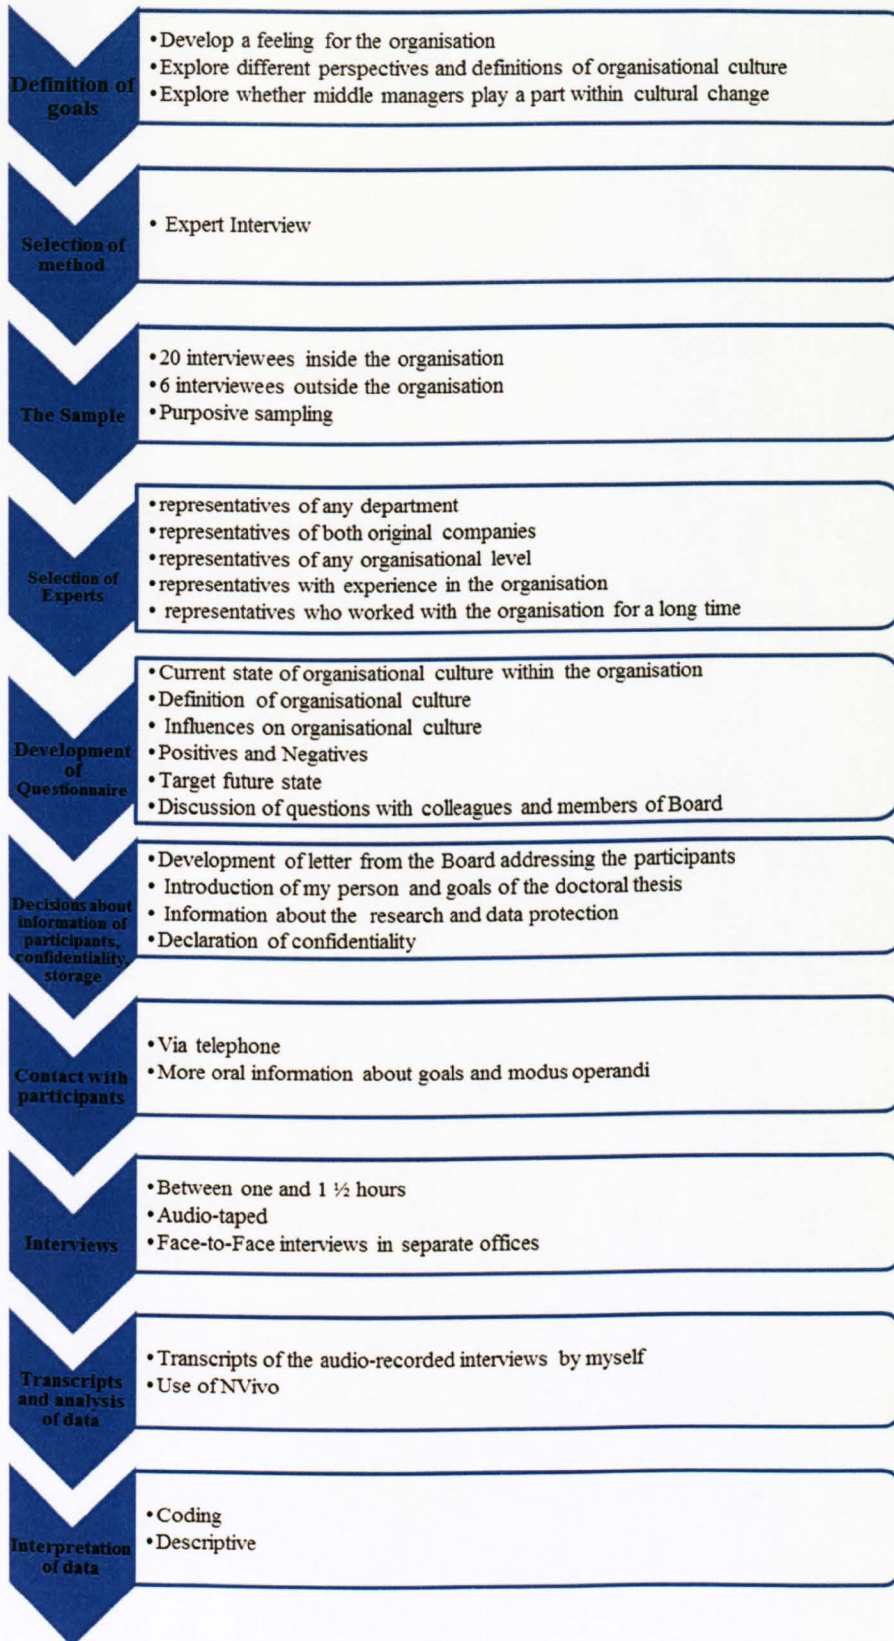 Definition of
goals
•Develop a feeling for the organisation
•Explore different perspectives and definitions of organisational culture
•Explore whether middle managers play a part within cultural change
Selection of
method
• Expert Interview
The Sample
•20 interviewees inside the organisation
•6 interviewees outside the organisation
•Purposive sampling
Selection of
Experts
•representatives of any department
•representatives of both original companies
•representatives of any organisational level
•representatives with experience in the organisation
• representatives who worked with the organisation for a long time
Development
of
Questionnaire
•Current state of organisational culture within the organisation
•Definition of organisational culture
• Influences on organisational culture
•Positives and Negatives
•Target future state
•Discussion of questions with colleagues and members of Board
Decisions about
information of
participants,
confidentiality,
storage
•Development of letter from the Board addressing the participants
• Introduction of my person and goals of the doctoral thesis
• Information about the research and data protection
•Declaration of confidentiality
Contact with
participants
•Via telephone
•More oral information about goals and modus operandi
Interviews
•Between one and 1 ½ hours
•Audio-taped
•Face-to-Face interviews in separate offices
Transcripts
and analysis
of data
•Transcripts of the audio-recorded interviews by myself
•Use of NVivo
Interpretation
of data
•Coding
•Descriptive